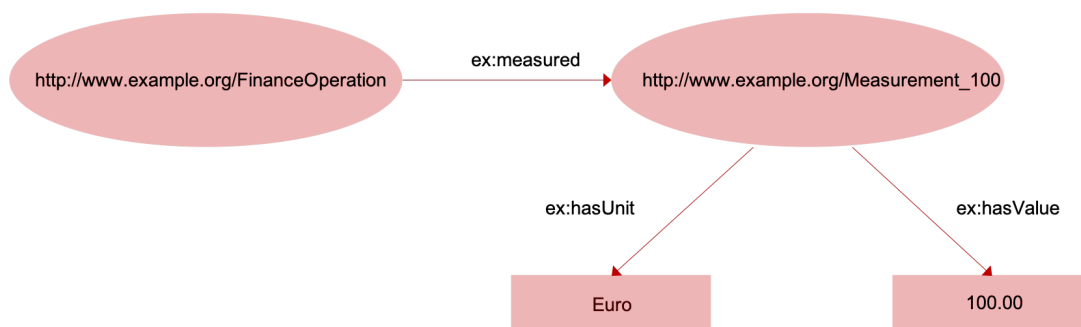 ex:measured
http://www.example.org/FinanceOperation
http://www.example.org/Measurement_100
ex:hasUnit
ex:hasValue
Euro
100.00